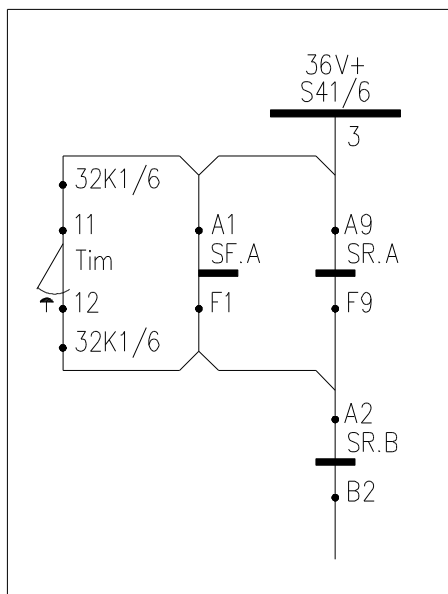 36V+
S41/6
3
32K1/6
11
A1
A9
Tim
SF.A
SR.A
12
F1
F9
32K1/6
A2
SR.B
B2